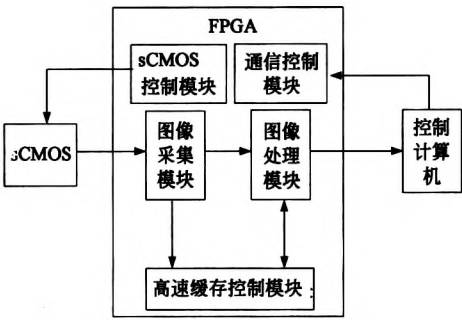 FPGA
sCMOS
控制模块
通信控制
模块
sCMOS
图像
采集
模块
图像
处理
模块
控制
计算
机
高速缓存控制模块